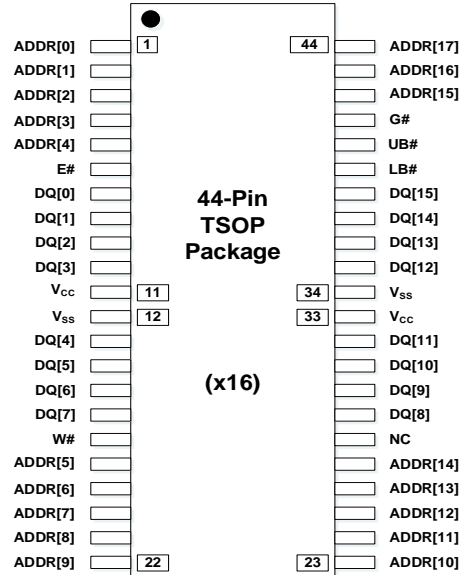 ADDR[0] 1 44 ADDR[17]
ADDR[1] ADDR[16]
ADDR[2] ADDR[15]
ADDR[3] G#
ADDR[4] UB#
E# LB#
DQ[0] 44-Pin DQ[15]
DQ[1] TSOP DQ[14]
DQ[2] Package DQ[13]
DQ[3] DQ[12]
VCC 11 34 VSS
VSS 12 33 VCC
DQ[4] DQ[11]
DQ[5] DQ[10]
DQ[6] (x16) DQ[9]
DQ[7] DQ[8]
W# NC
ADDR[5] ADDR[14]
ADDR[6] ADDR[13]
ADDR[7] ADDR[12]
ADDR[8] ADDR[11]
ADDR[9] 22 23 ADDR[10]